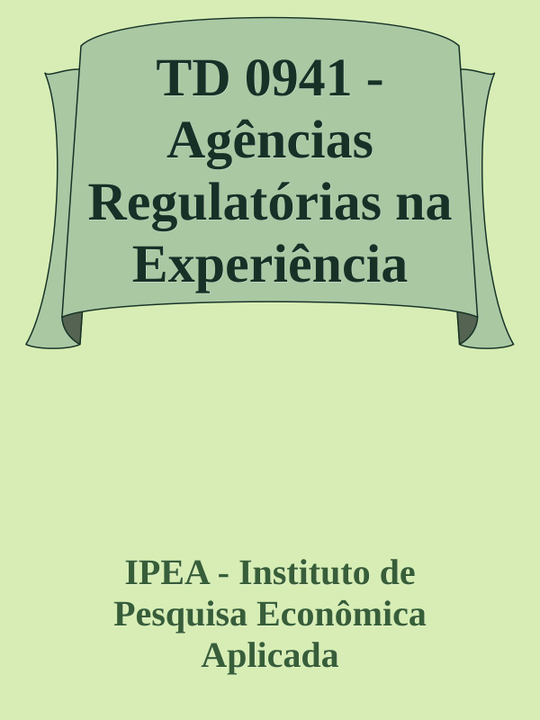 TD 0941 -
Agências
Regulatórias na
Experiência
IPEA - Instituto de
Pesquisa Econômica
Aplicada